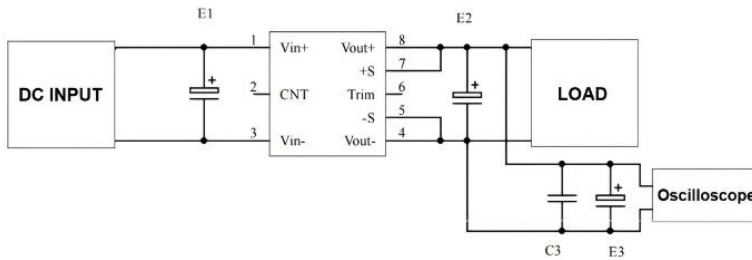 E1
E2
DC INPUT
1
Vin+
Vout+
8
+S
7
2
CNT
Trim
6
-S
5
3
Vin-
Vout-
4
+
+
LOAD
+
Oscilloscope
C3
E3